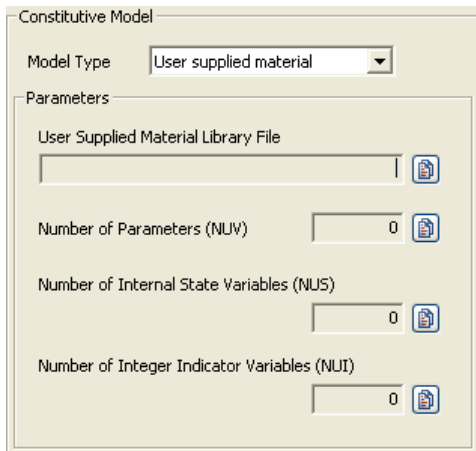 Constitutive Model
Model Type User supplied material
Parameters
User Supplied Material Library File
Number of Parameters (NUV) 0
Number of Internal State Variables (NUS)
0
Number of Integer Indicator Variables (NUI)
0